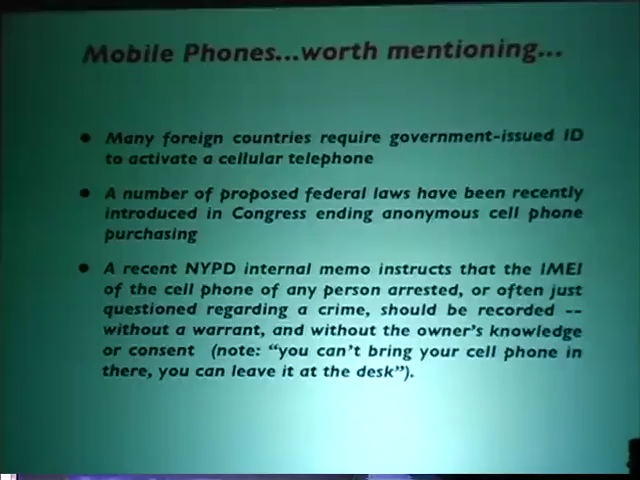 Mobile Phones...worth mentioning...
• Many foreign countries require government-issued ID
to activate a cellular telephone
• A number of proposed federal laws have been recently
introduced in Congress ending anonymous cell phone
purchasing
• A recent NYPD internal memo instructs that the IMEI
of the cell phone of any person arrested, or often just
questioned regarding a crime, should be recorded --
without a warrant, and without the owner's knowledge
or consent (note: “you can't bring your cell phone in
there, you can leave it at the desk”).